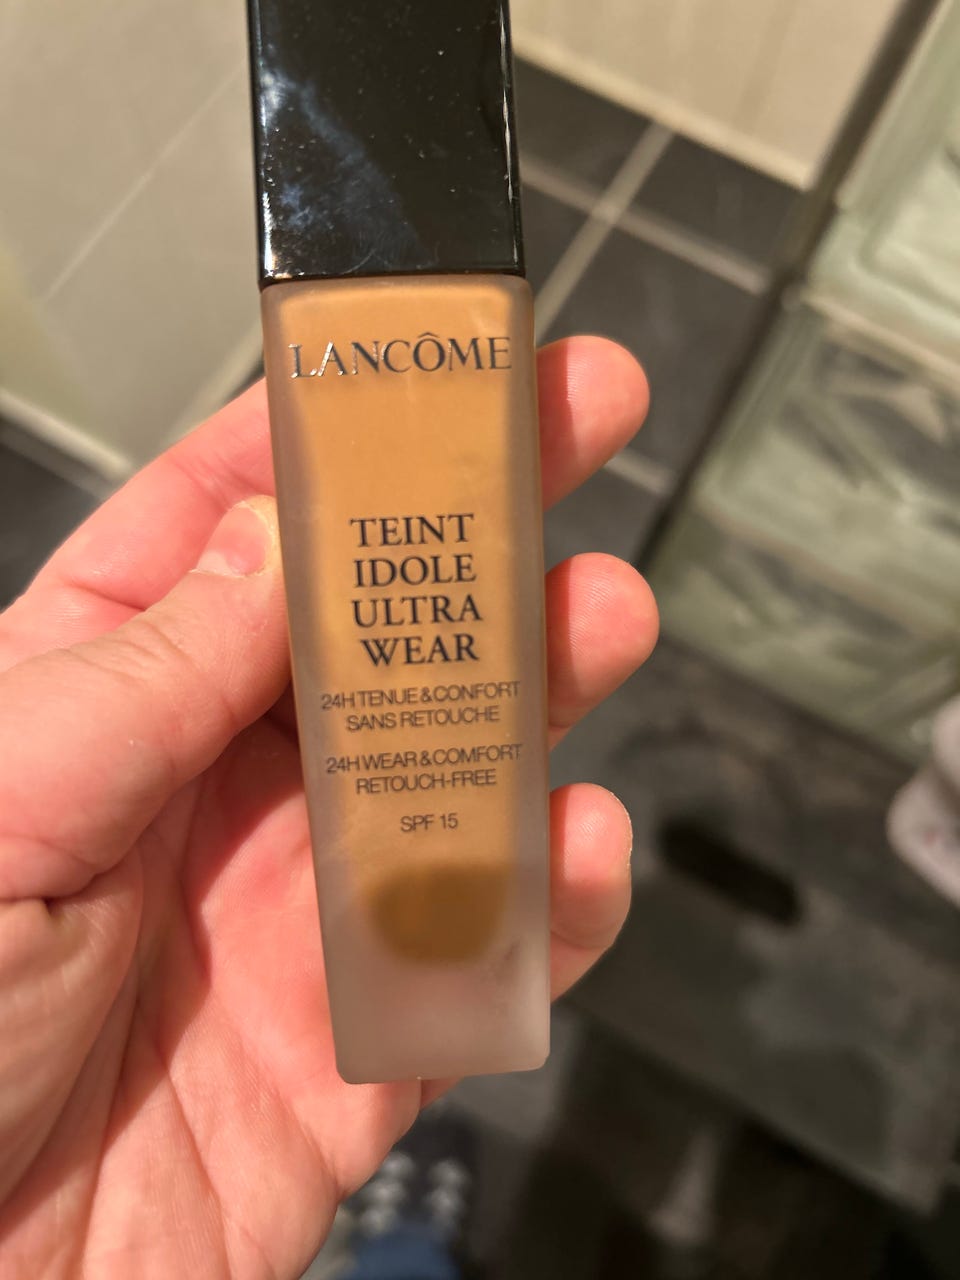 LANCÔME
TEINT
IDOLE
ULTRA
WEAR
24H TENUE & CONFORT
SANS RETOUCHE
24H WEAR & COMFORT
RETOUCH-FREE
SPF 15